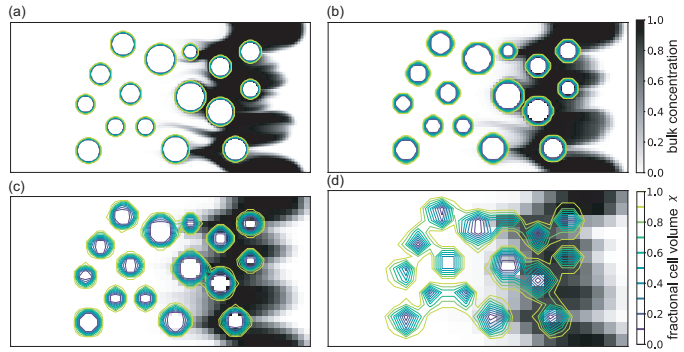 (a)
(b)
1.0
0.8
0.6
0.4
0.2
0.0
bulk concentration
(c)
(d)
1.0
0.8
0.6
0.4
0.2
0.0
fractional cell volume χ